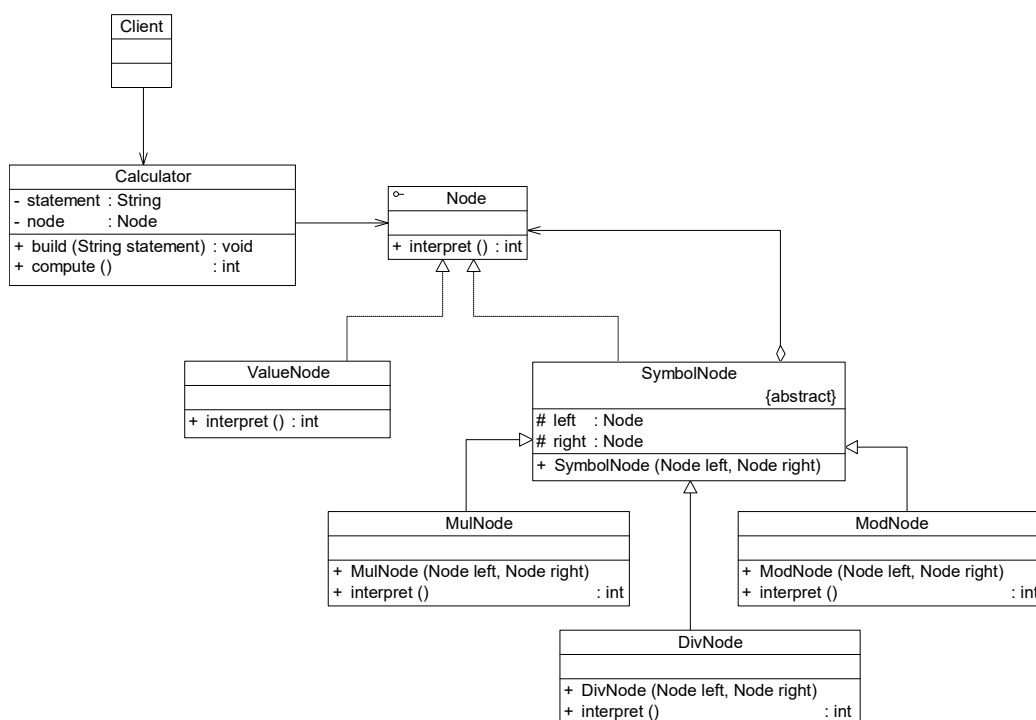 Client
Calculator
- statement : String
- node : Node
+ build (String statement) : void
+ compute () : int
Node
+ interpret () : int
ValueNode
+ interpret () : int
SymbolNode
{abstract}
# left : Node
# right : Node
+ SymbolNode (Node left, Node right)
MulNode
+ MulNode (Node left, Node right)
+ interpret () : int
ModNode
+ ModNode (Node left, Node right)
+ interpret () : int
DivNode
+ DivNode (Node left, Node right)
+ interpret () : int